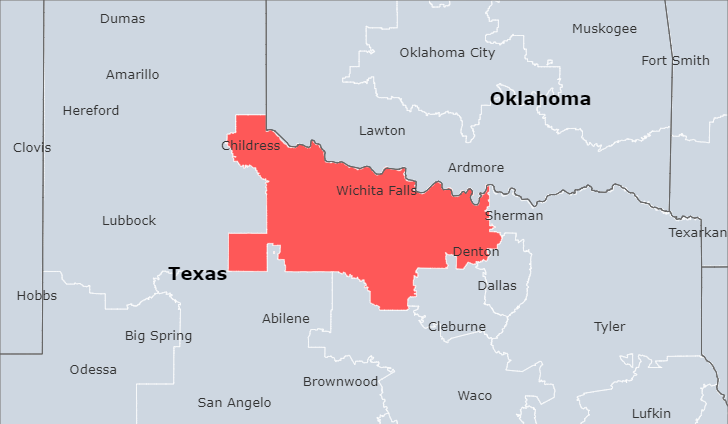 Dumas
Muskogee
Oklahoma City
Fort Smith
Amarillo
Oklahoma
Hereford
Lawton
Childress
Clovis
Ardmore
Wichita Falls
Sherman
Lubbock
Texarkan
Denton
Texas
Dallas
Hobbs
Abilene
Cleburne
Tyler
Big Spring
Odessa
Brownwood
Waco
San Angelo
Lufkin